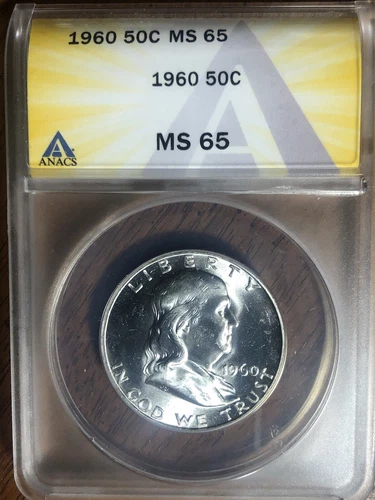 1960 50C MS 65
1960 50C
ANACS
MS 65
LIBERTY
1960
IN GOD WE TRUST